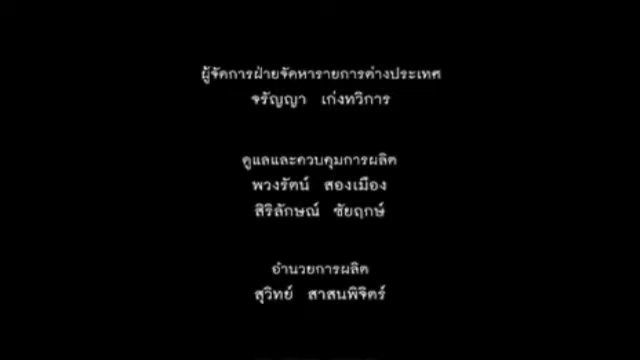 ผู้จัดการฝ่ายจัดหารายการต่างประเทศ
จรัญญา เก่งทวิการ
ดูแลและควบคุมการผลิต
พวงรัตน์ สองเมือง
สิริลักษณ์ ชัยฤกษ์
อำนวยการผลิต
สุวิทย์ สาสนพิจิตร์